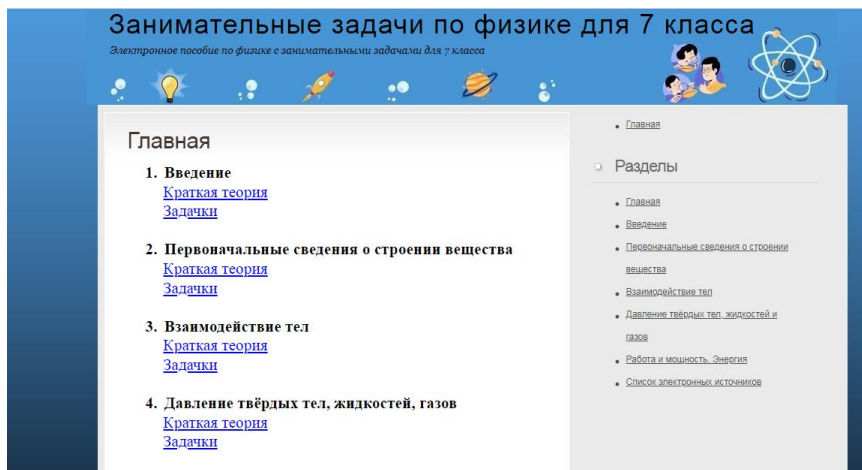 Занимательные задачи по физике для 7 класса
Электронное пособие по физике с занимательными задачами для 7 класса
Главная
1. Введение
Краткая теория
Задачки
2. Первоначальные сведения о строении вещества
Краткая теория
Задачки
3. Взаимодействие тел
Краткая теория
Задачки
4. Давление твёрдых тел, жидкостей, газов
Краткая теория
Задачки
Главная
Разделы
Главная
Введение
Первоначальные сведения о строении
вещества
Взаимодействие тел
Давление твёрдых тел, жидкостей и
газов
Работа и мощность. Энергия
Список электронных источников